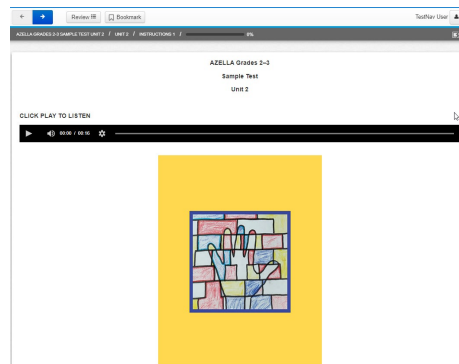 Review
Bookmark
TestNav User
AZELLA GRADES 2-3 SAMPLE TEST UNIT 2 / UNIT 2 / INSTRUCTIONS 1 / 0%
AZELLA Grades 2–3
Sample Test
Unit 2
CLICK PLAY TO LISTEN
00:00 / 00:16